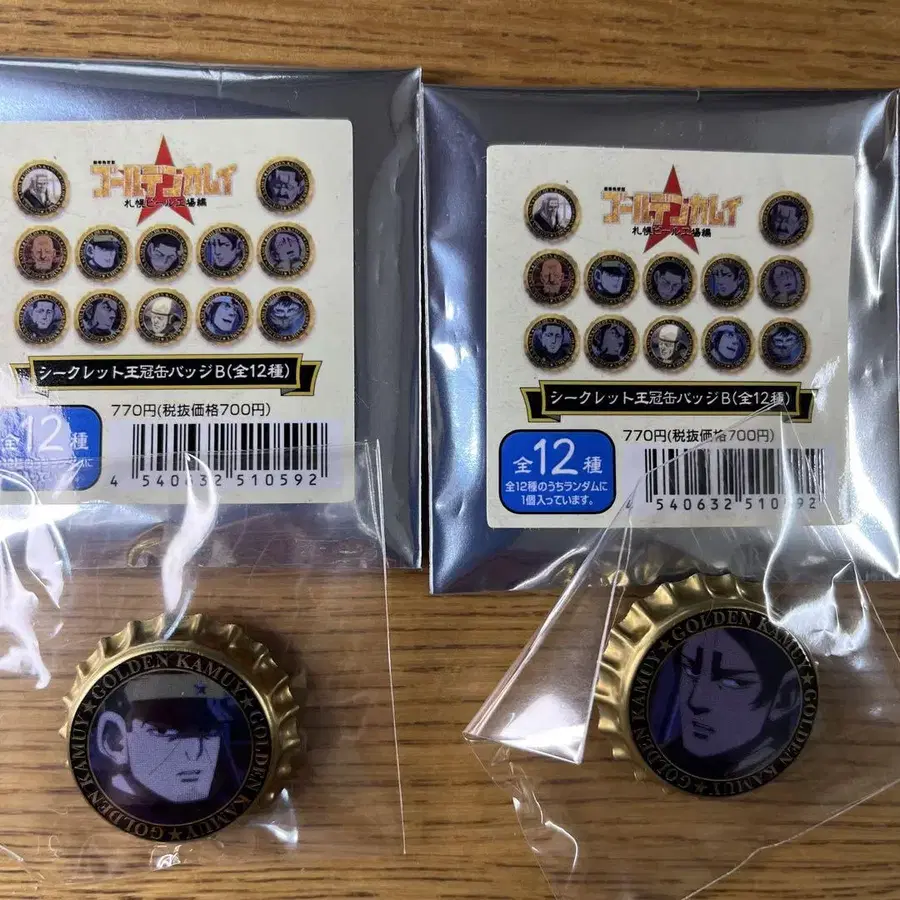 ゴールデンカムイ
札幌ビール工場編
シークレット王冠缶バッジB(全12種)
770円(税抜価格700円)
全12種
4 540632 510592
ゴールデンカムイ
札幌ビール工場編
シークレット王冠缶バッジB(全12種)
770円(税抜価格700円)
全12種
全12種のうちランダムに
1個入っています。
4 540632 510592
GOLDEN KAMUY★GOLDEN KAMUY★GOLDEN KAMUY★
GOLDEN KAMUY★GOLDEN KAMUY★GOLDEN KAMUY★